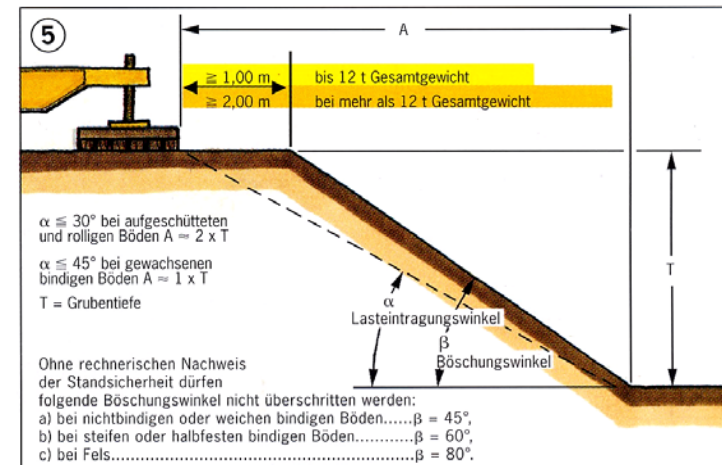 5
A
≧ 1,00 m bis 12 t Gesamtgewicht
≧ 2,00 m bei mehr als 12 t Gesamtgewicht
α ≦ 30° bei aufgeschütteten
und rolligen Böden A ≈ 2 x T
α ≦ 45° bei gewachsenen
bindigen Böden A ≈ 1 x T
T = Grubentiefe
T
α
Lasteintragungswinkel
β
Böschungswinkel
Ohne rechnerischen Nachweis
der Standsicherheit dürfen
folgende Böschungswinkel nicht überschritten werden:
a) bei nichtbindigen oder weichen bindigen Böden......β = 45°,
b) bei steifen oder halbfesten bindigen Böden............β = 60°,
c) bei Fels..............................................................β = 80°.